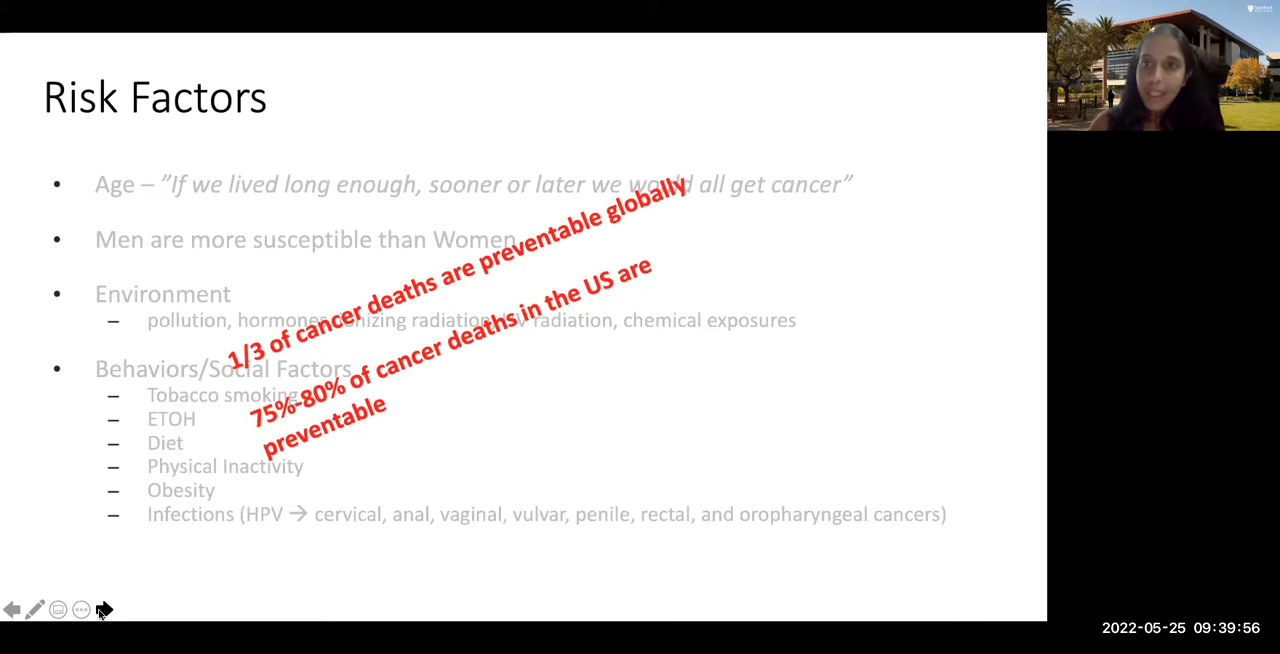 Risk Factors
• Age – ”If we lived long enough, sooner or later we would all get cancer”
• Men are more susceptible than Women
• Environment
– pollution, hormones, ionizing radiation, UV radiation, chemical exposures
• Behaviors/Social Factors
– Tobacco smoking
– ETOH
– Diet
– Physical Inactivity
– Obesity
– Infections (HPV → cervical, anal, vaginal, vulvar, penile, rectal, and oropharyngeal cancers)
1/3 of cancer deaths are preventable globally
75%-80% of cancer deaths in the US are
preventable
2022-05-25 09:39:56